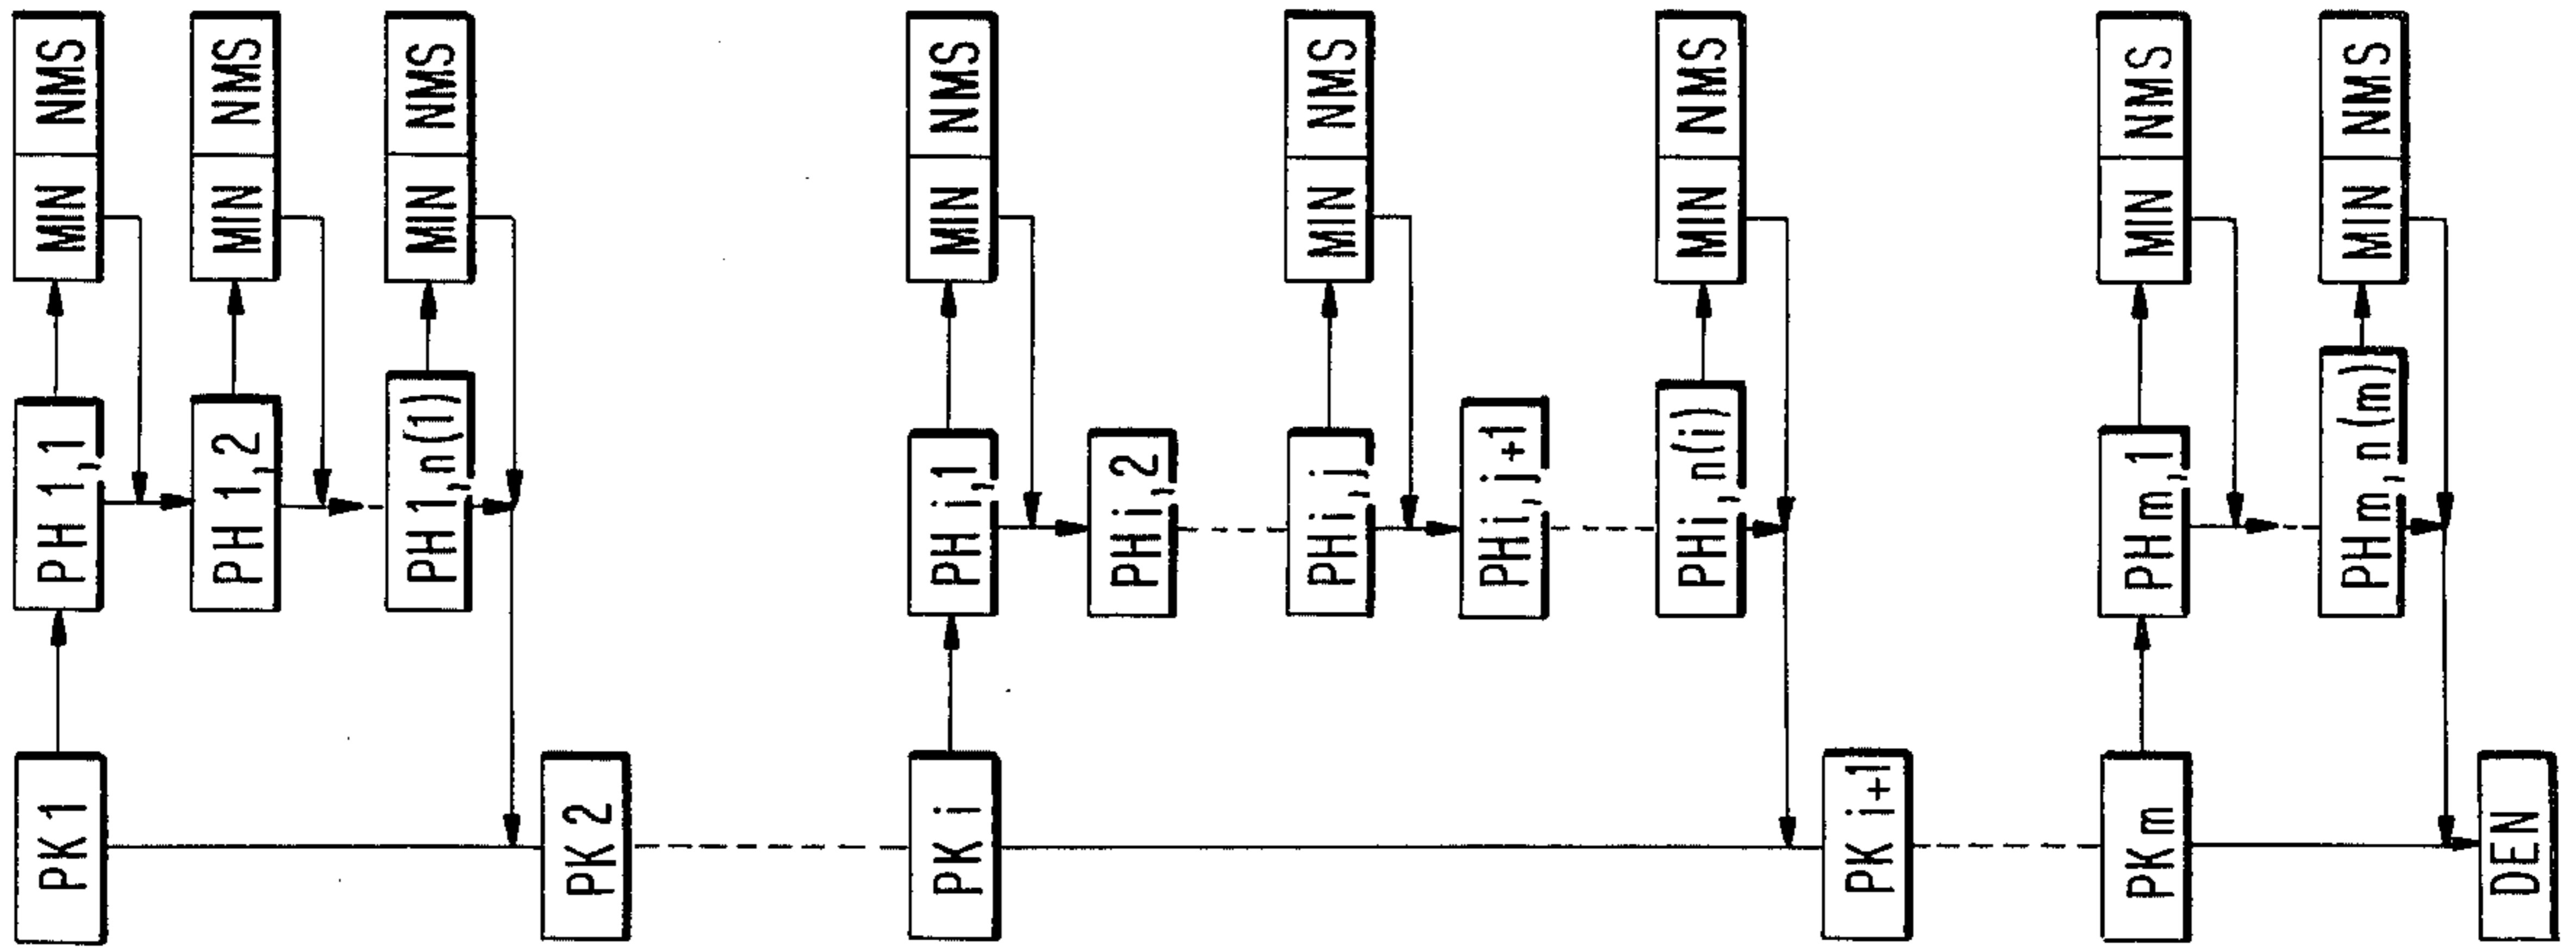 PK 1
PH 1,1
MIN NMS
PH 1,2
MIN NMS
PH 1,n(1)
MIN NMS
PK 2
PK i
PH i,1
MIN NMS
PH i,2
PH i,j
MIN NMS
PH i,j+1
PH i,n(i)
MIN NMS
PK i+1
PK m
PH m,1
MIN NMS
PH m,n(m)
MIN NMS
DEN